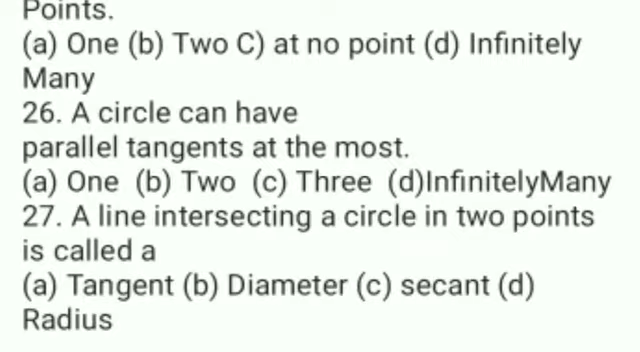 Points.
(a) One (b) Two C) at no point (d) Infinitely
Many
26. A circle can have
parallel tangents at the most.
(a) One (b) Two (c) Three (d)InfinitelyMany
27. A line intersecting a circle in two points
is called a
(a) Tangent (b) Diameter (c) secant (d)
Radius